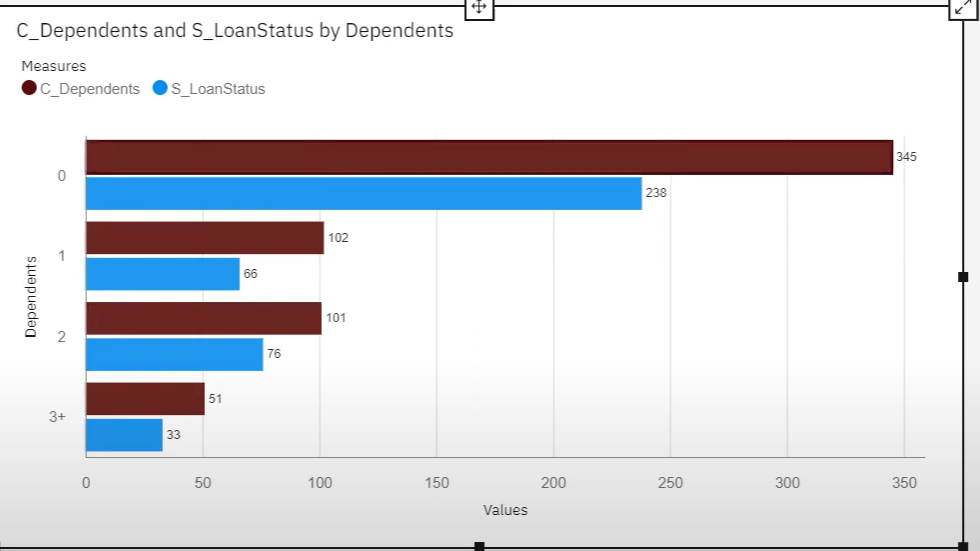 C_Dependents and S_LoanStatus by Dependents
Measures
C_Dependents S_LoanStatus
Dependents
0
345
238
1
102
66
2
101
76
3+
51
33
0 50 100 150 200 250 300 350
Values